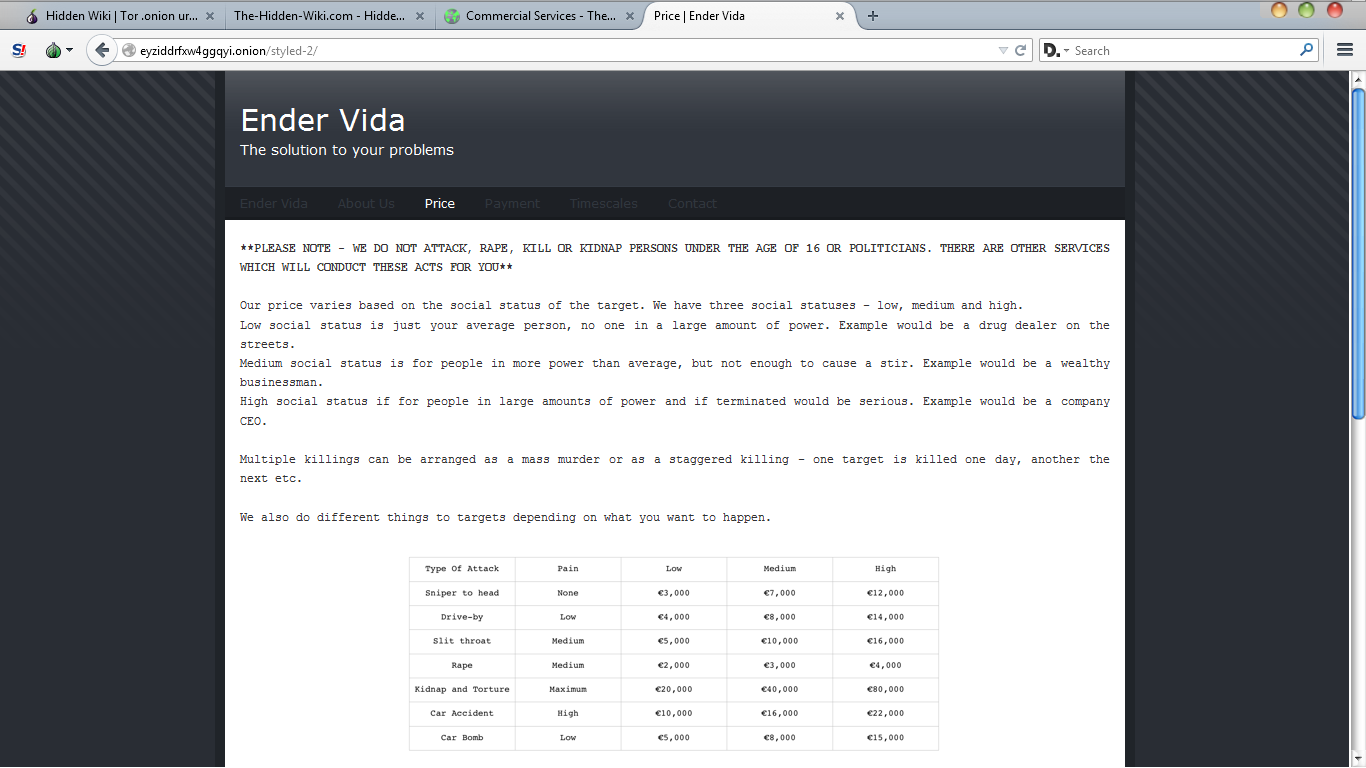 Hidden Wiki | Tor .onion ur...
The-Hidden-Wiki.com - Hidde...
Commercial Services - The...
Price | Ender Vida
S!
eyziddrfxw4ggqyi.onion/styled-2/
D.
Search
Ender Vida
The solution to your problems
Ender Vida About Us Price Payment Timescales Contact
**PLEASE NOTE - WE DO NOT ATTACK, RAPE, KILL OR KIDNAP PERSONS UNDER THE AGE OF 16 OR POLITICIANS. THERE ARE OTHER SERVICES
WHICH WILL CONDUCT THESE ACTS FOR YOU**
Our price varies based on the social status of the target. We have three social statuses - low, medium and high.
Low social status is just your average person, no one in a large amount of power. Example would be a drug dealer on the
streets.
Medium social status is for people in more power than average, but not enough to cause a stir. Example would be a wealthy
businessman.
High social status if for people in large amounts of power and if terminated would be serious. Example would be a company
CEO.
Multiple killings can be arranged as a mass murder or as a staggered killing - one target is killed one day, another the
next etc.
We also do different things to targets depending on what you want to happen.
Type Of Attack Pain Low Medium High
Sniper to head None €3,000 €7,000 €12,000
Drive-by Low €4,000 €8,000 €14,000
Slit throat Medium €5,000 €10,000 €16,000
Rape Medium €2,000 €3,000 €4,000
Kidnap and Torture Maximum €20,000 €40,000 €80,000
Car Accident High €10,000 €16,000 €22,000
Car Bomb Low €5,000 €8,000 €15,000